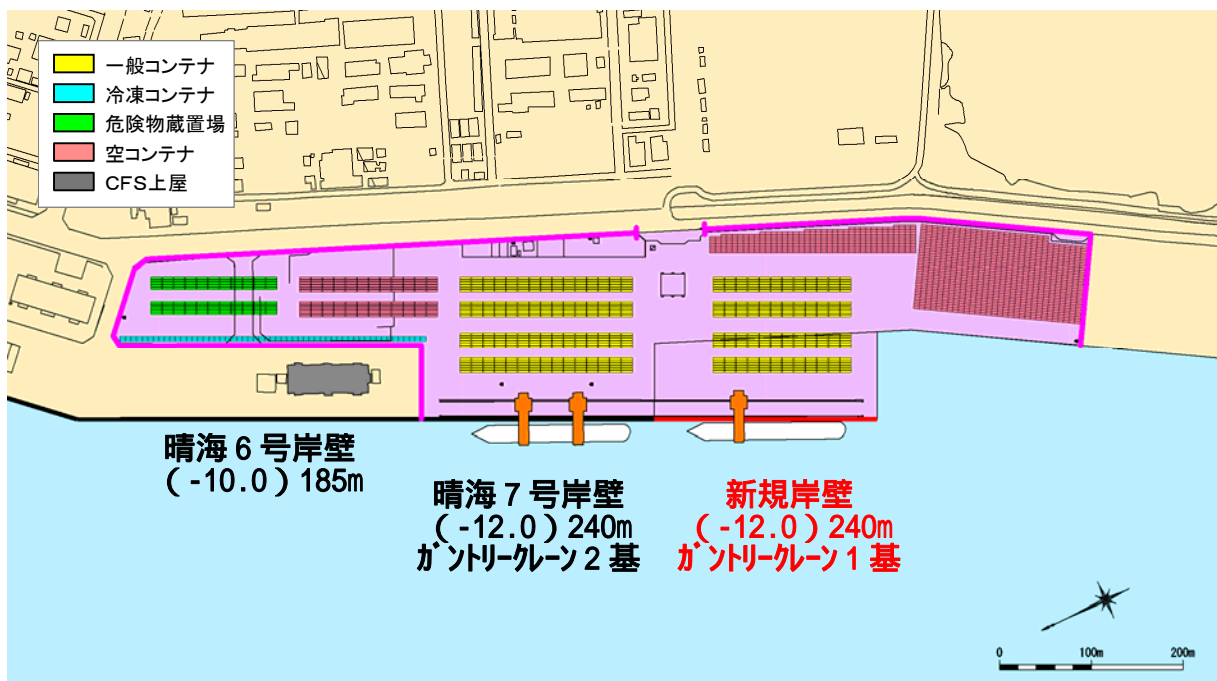 一般コンテナ
冷凍コンテナ
危険物蔵置場
空コンテナ
CFS上屋
晴海6号岸壁
(-10.0)185m
晴海7号岸壁
(-12.0)240m
ガントリークレーン2基
新規岸壁
(-12.0)240m
ガントリークレーン1基
0 100m 200m